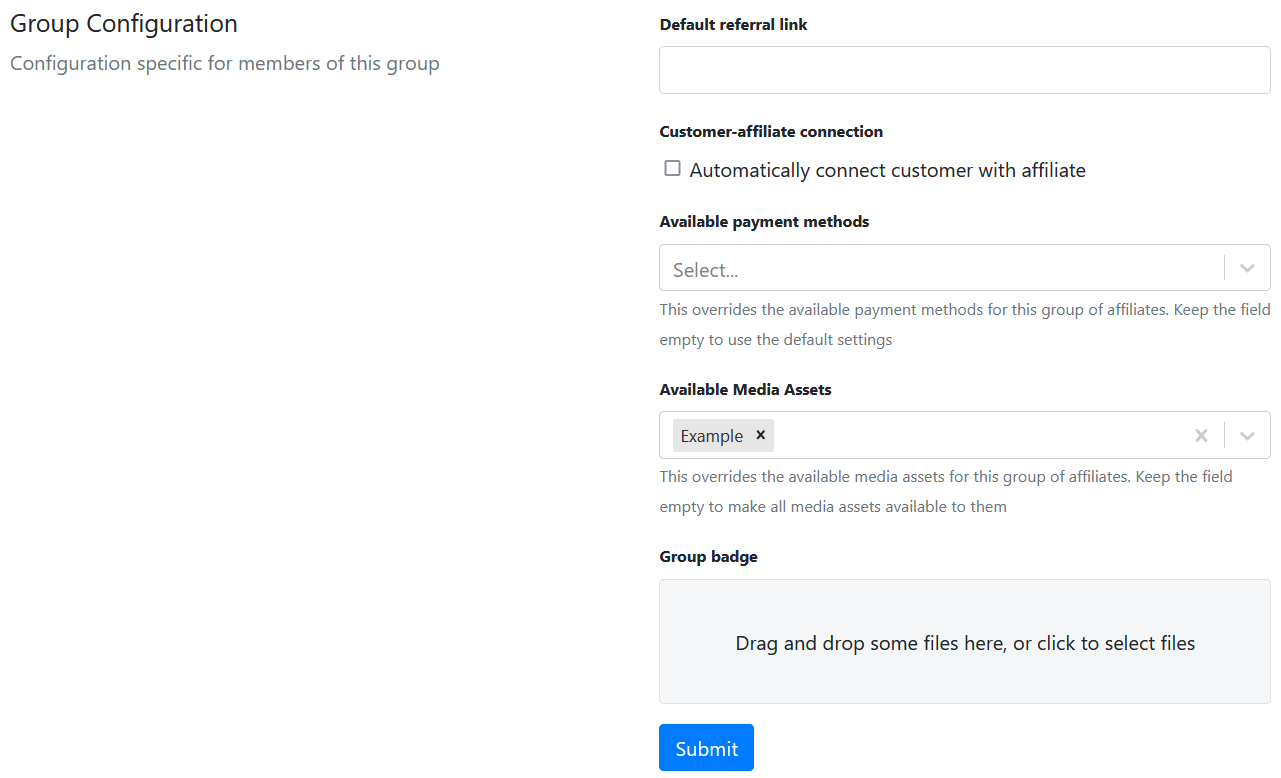 Group Configuration
Configuration specific for members of this group
Default referral link
Customer-affiliate connection
Automatically connect customer with affiliate
Available payment methods
Select...
This overrides the available payment methods for this group of affiliates. Keep the field
empty to use the default settings
Available Media Assets
Example
This overrides the available media assets for this group of affiliates. Keep the field
empty to make all media assets available to them
Group badge
Drag and drop some files here, or click to select files
Submit